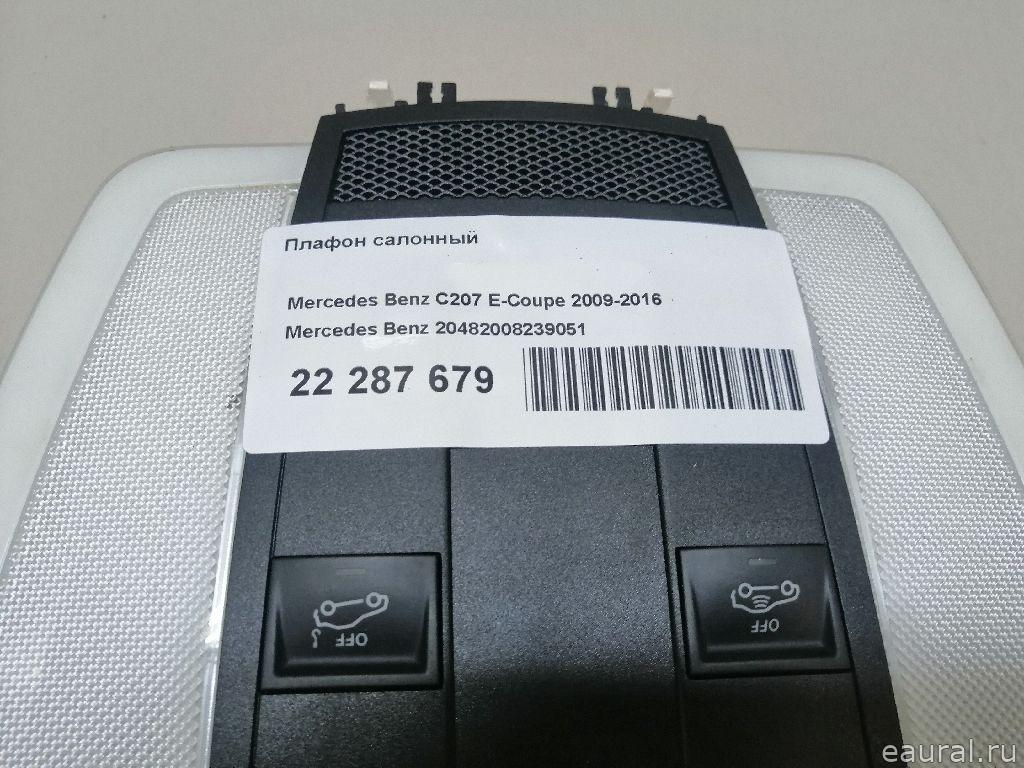 Плафон салонный
Mercedes Benz C207 E-Coupe 2009-2016
Mercedes Benz 20482008239051
22 287 679
OFF
OFF
eaural.ru